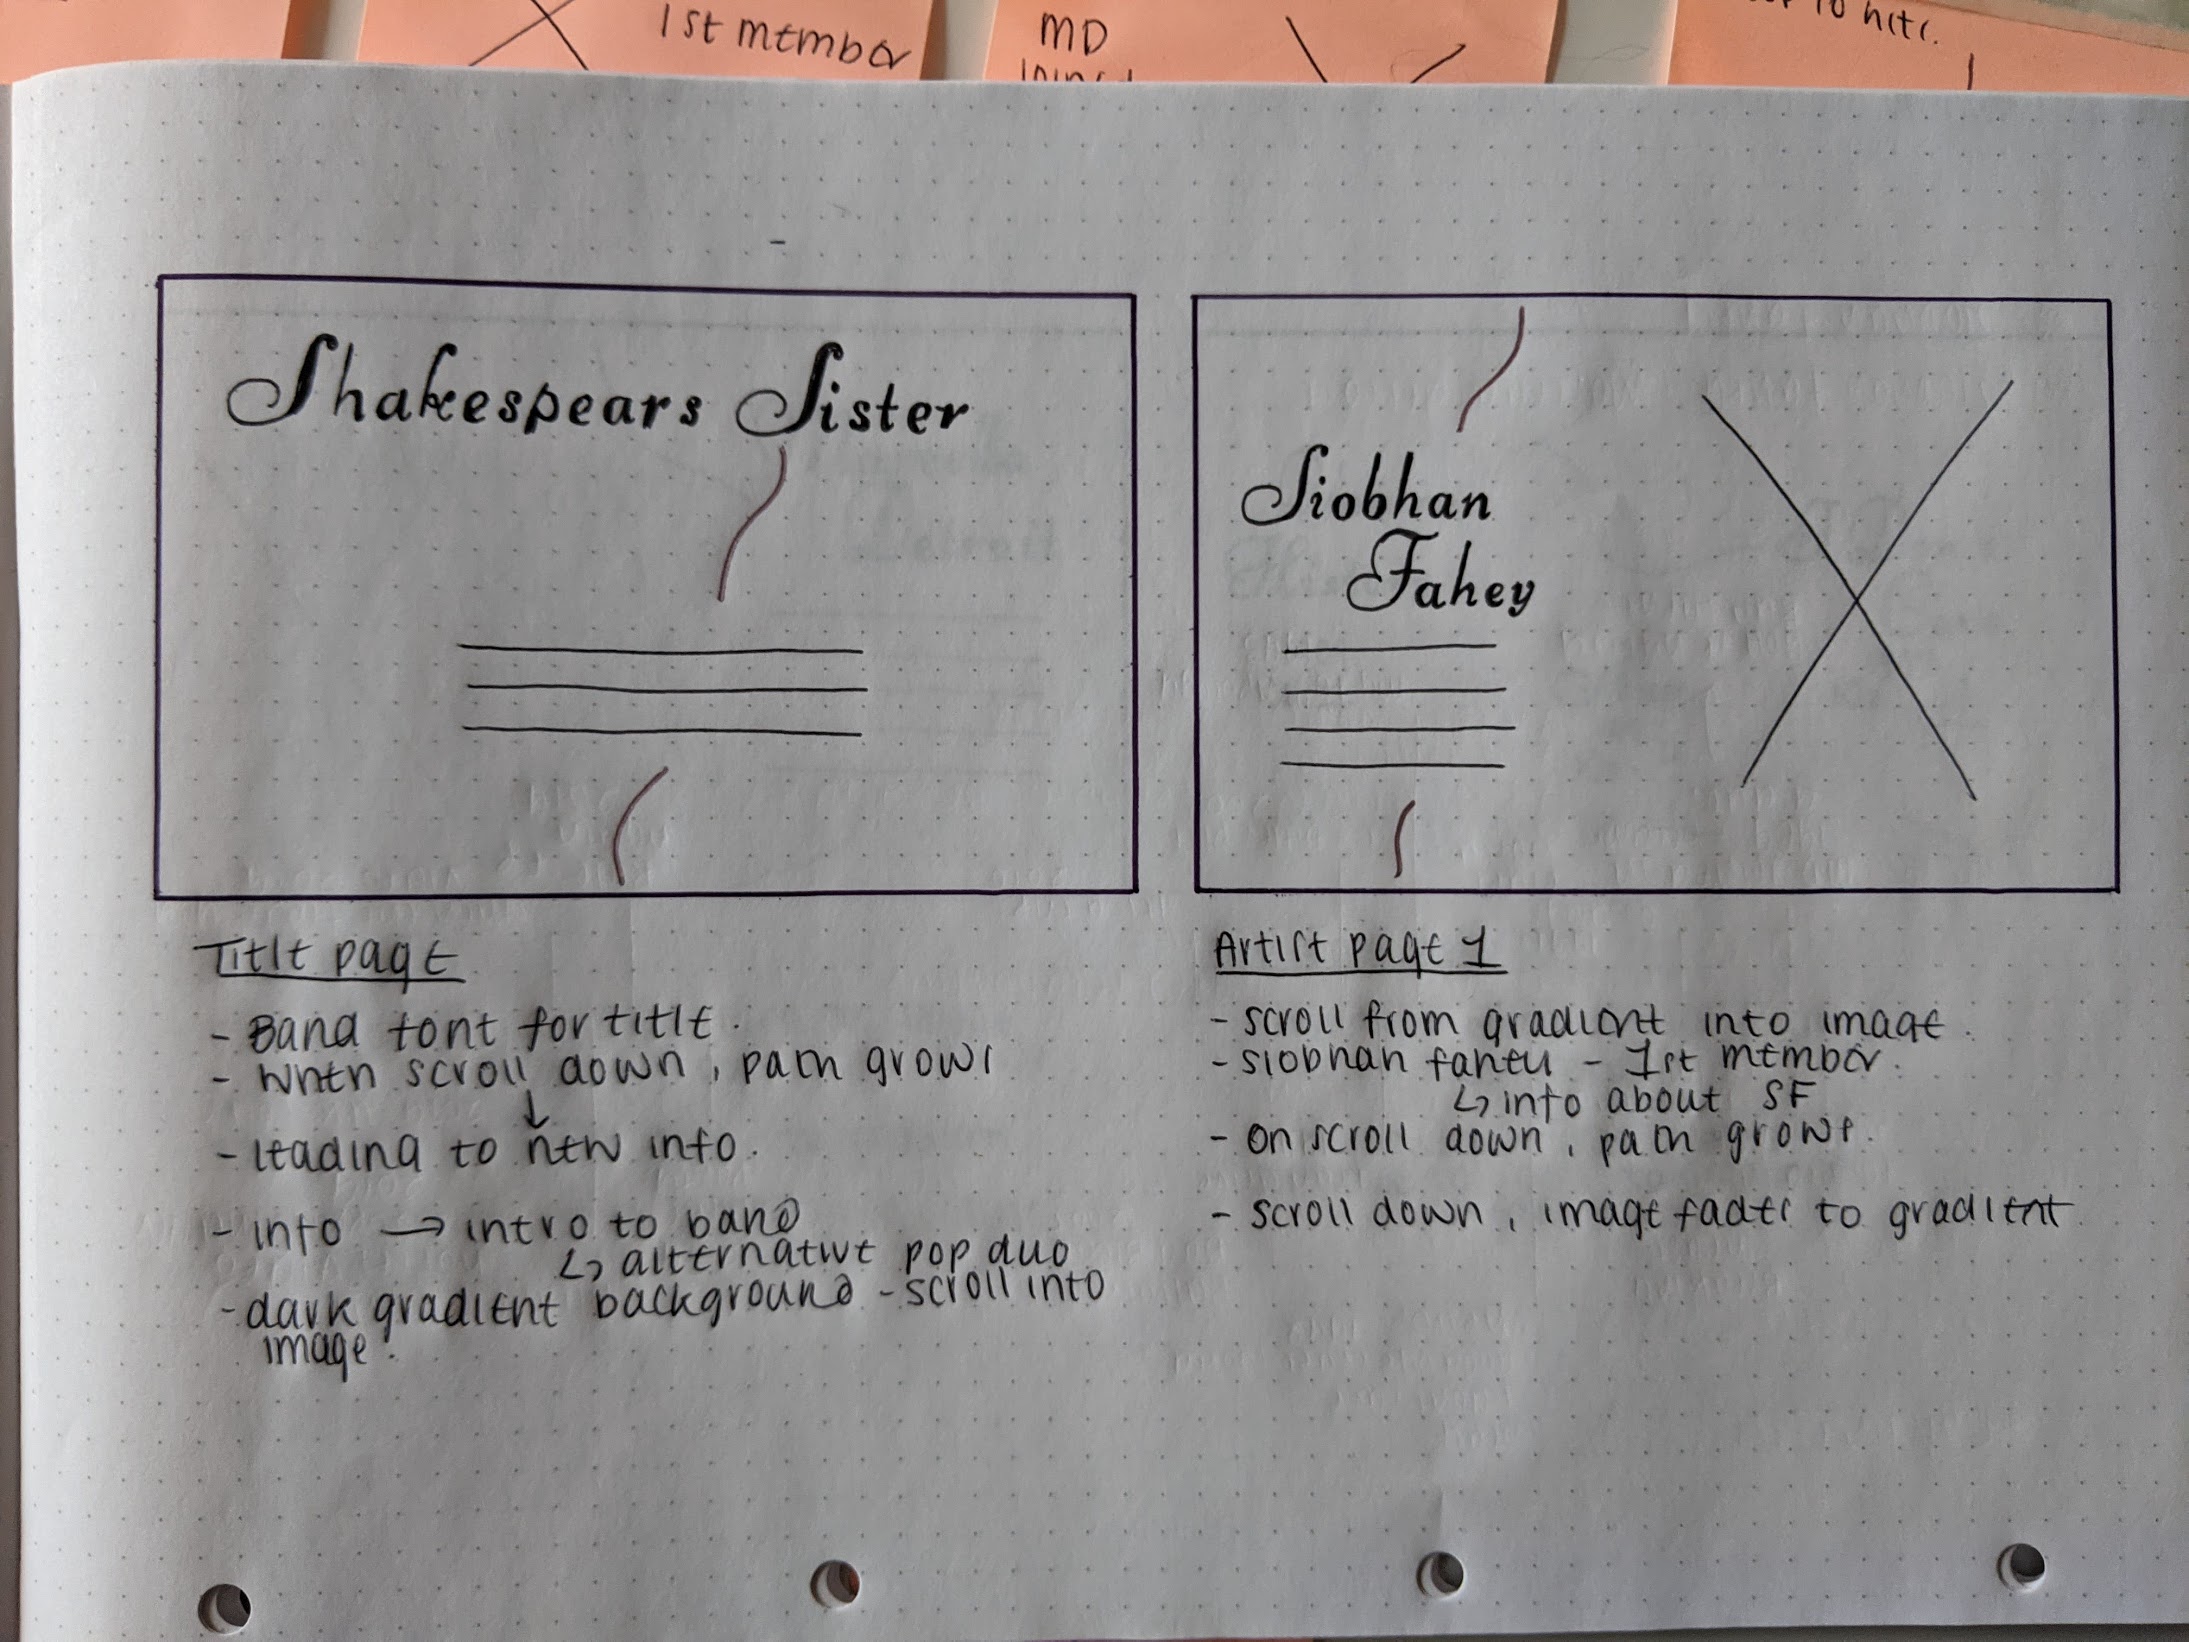 1st member
MD
10 hits.
Shakespears Sister
Siobhan
Fahey
Title page
- Band font for title.
- When scroll down, path grows
- leading to new info.
- info → intro to band
↳ alternative pop duo
- dark gradient background - scroll into
image.
Artist page 1
- scroll from gradient into image.
- siobhan fahey - 1st member.
↳ info about SF
- on scroll down, path grows.
- scroll down, image fades to gradient